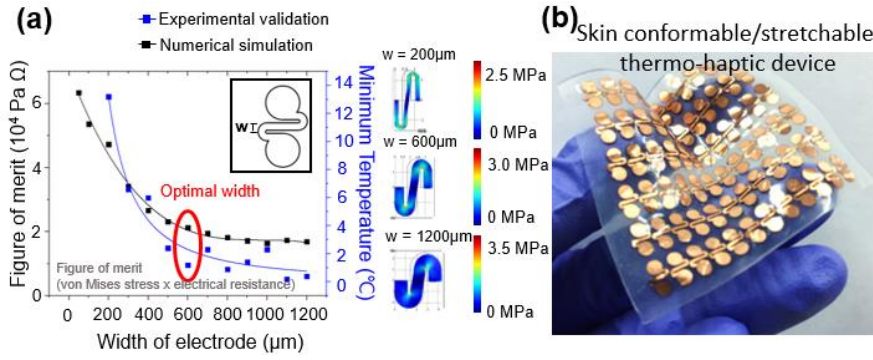 (a)
Experimental validation
Numerical simulation
Figure of merit (10⁴ Pa Ω)
6
4
2
0
w
Optimal width
Figure of merit
(von Mises stress x electrical resistance)
0 200 400 600 800 1000 1200
Width of electrode (μm)
14
12
10
8
6
4
2
0
Minimum Temperature (°C)
w = 200μm
2.5 MPa
0 MPa
w = 600μm
3.0 MPa
0 MPa
w = 1200μm
3.5 MPa
0 MPa
(b)
Skin conformable/stretchable
thermo-haptic device